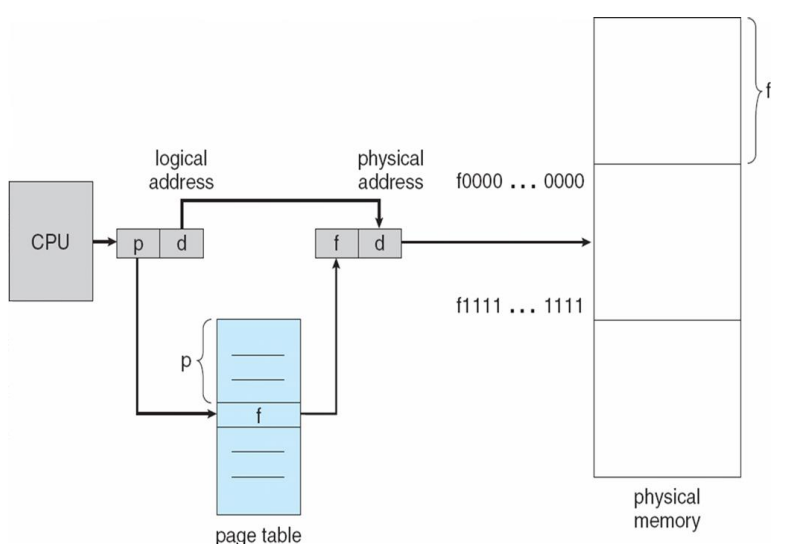 f
logical
address
physical
address
f0000 ... 0000
CPU
p
d
f
d
f1111 ... 1111
p
f
page table
physical
memory